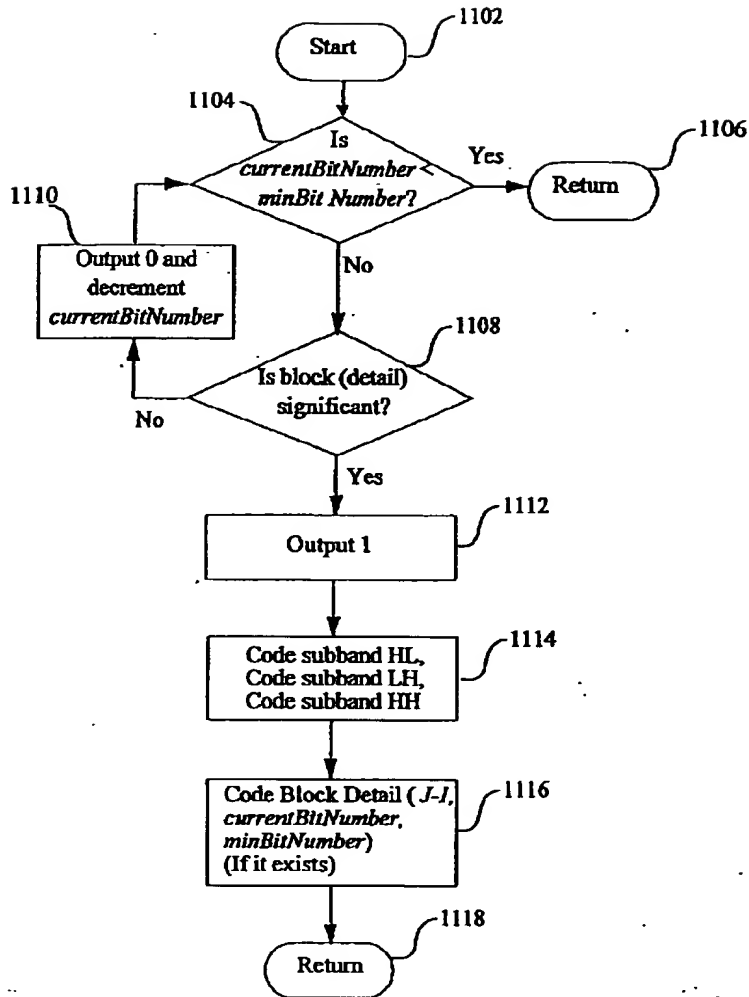 1102
Start
1104
Is
currentBitNumber <
minBit Number?
Yes
1106
Return
1110
Output 0 and
decrement
currentBitNumber
No
1108
Is block (detail)
significant?
No
Yes
1112
Output 1
1114
Code subband HL,
Code subband LH,
Code subband HH
1116
Code Block Detail ( J-1,
currentBitNumber,
minBitNumber)
(If it exists)
1118
Return